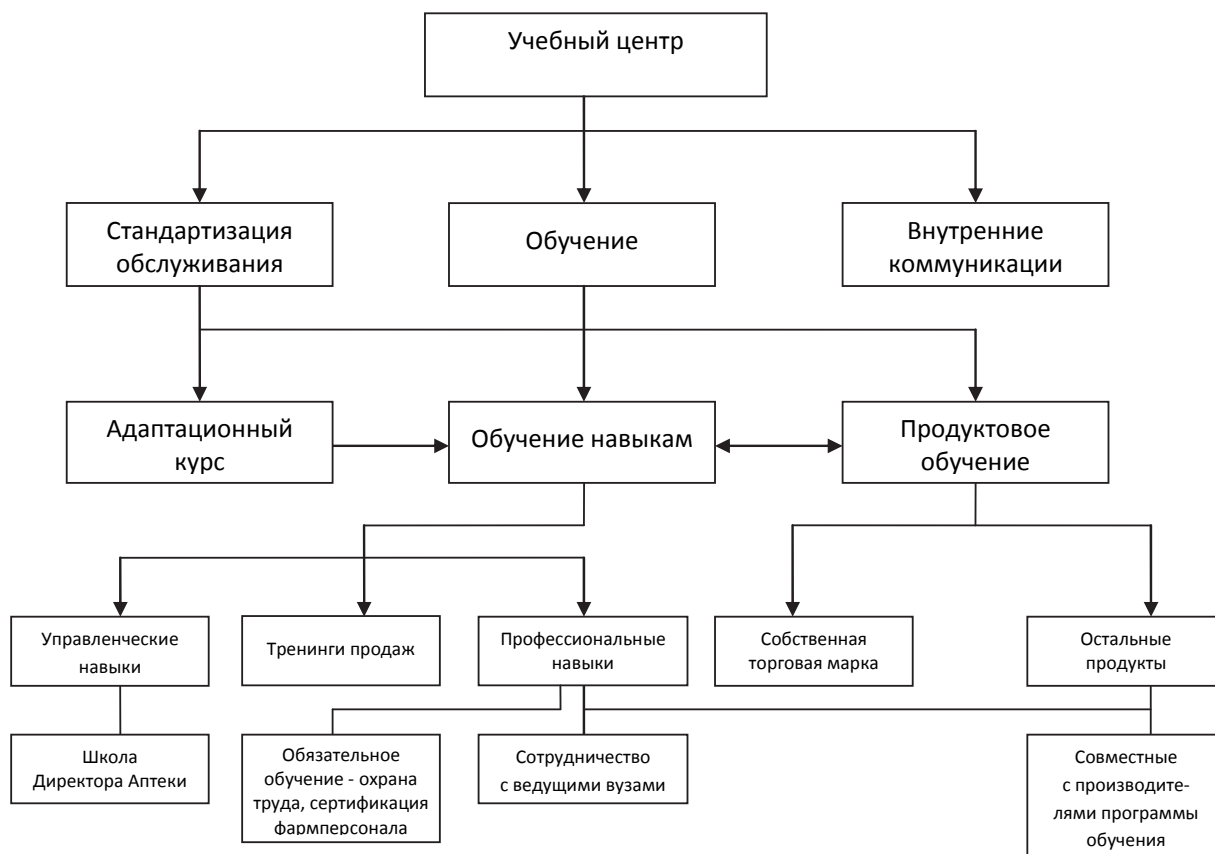 Учебный центр
Стандартизация
обслуживания
Обучение
Внутренние
коммуникации
Адаптационный
курс
Обучение навыкам
Продуктовое
обучение
Управленческие
навыки
Тренинги продаж
Профессиональные
навыки
Собственная
торговая марка
Остальные
продукты
Школа
Директора Аптеки
Обязательное
обучение - охрана
труда, сертификация
фармперсонала
Сотрудничество
с ведущими вузами
Совместные
с производите-
лями программы
обучения